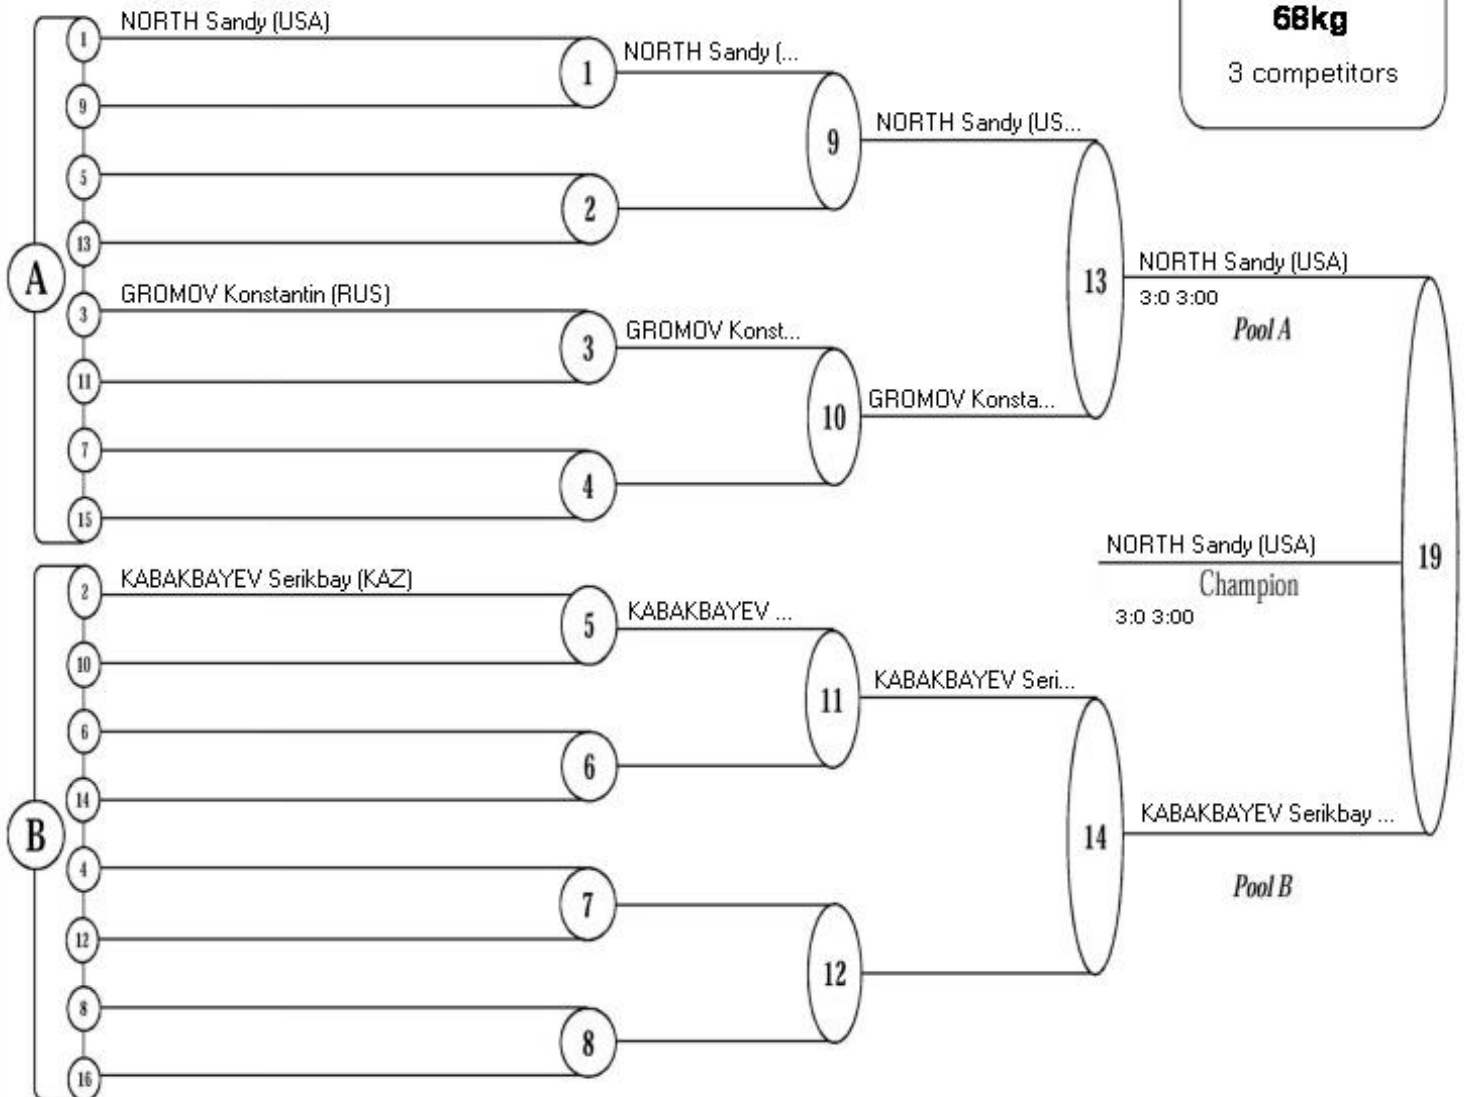 68kg
3 competitors
NORTH Sandy (USA)
1
NORTH Sandy (...
1
9
9
NORTH Sandy (US...
5
2
13
A
13
NORTH Sandy (USA)
3:0 3:00
Pool A
GROMOV Konstantin (RUS)
3
GROMOV Konst...
3
11
10
GROMOV Konsta...
7
4
15
NORTH Sandy (USA)
Champion
3:0 3:00
19
KABAKBAYEV Serikbay (KAZ)
2
KABAKBAYEV ...
5
10
11
KABAKBAYEV Seri...
6
6
14
B
14
KABAKBAYEV Serikbay ...
Pool B
4
7
12
12
8
8
16